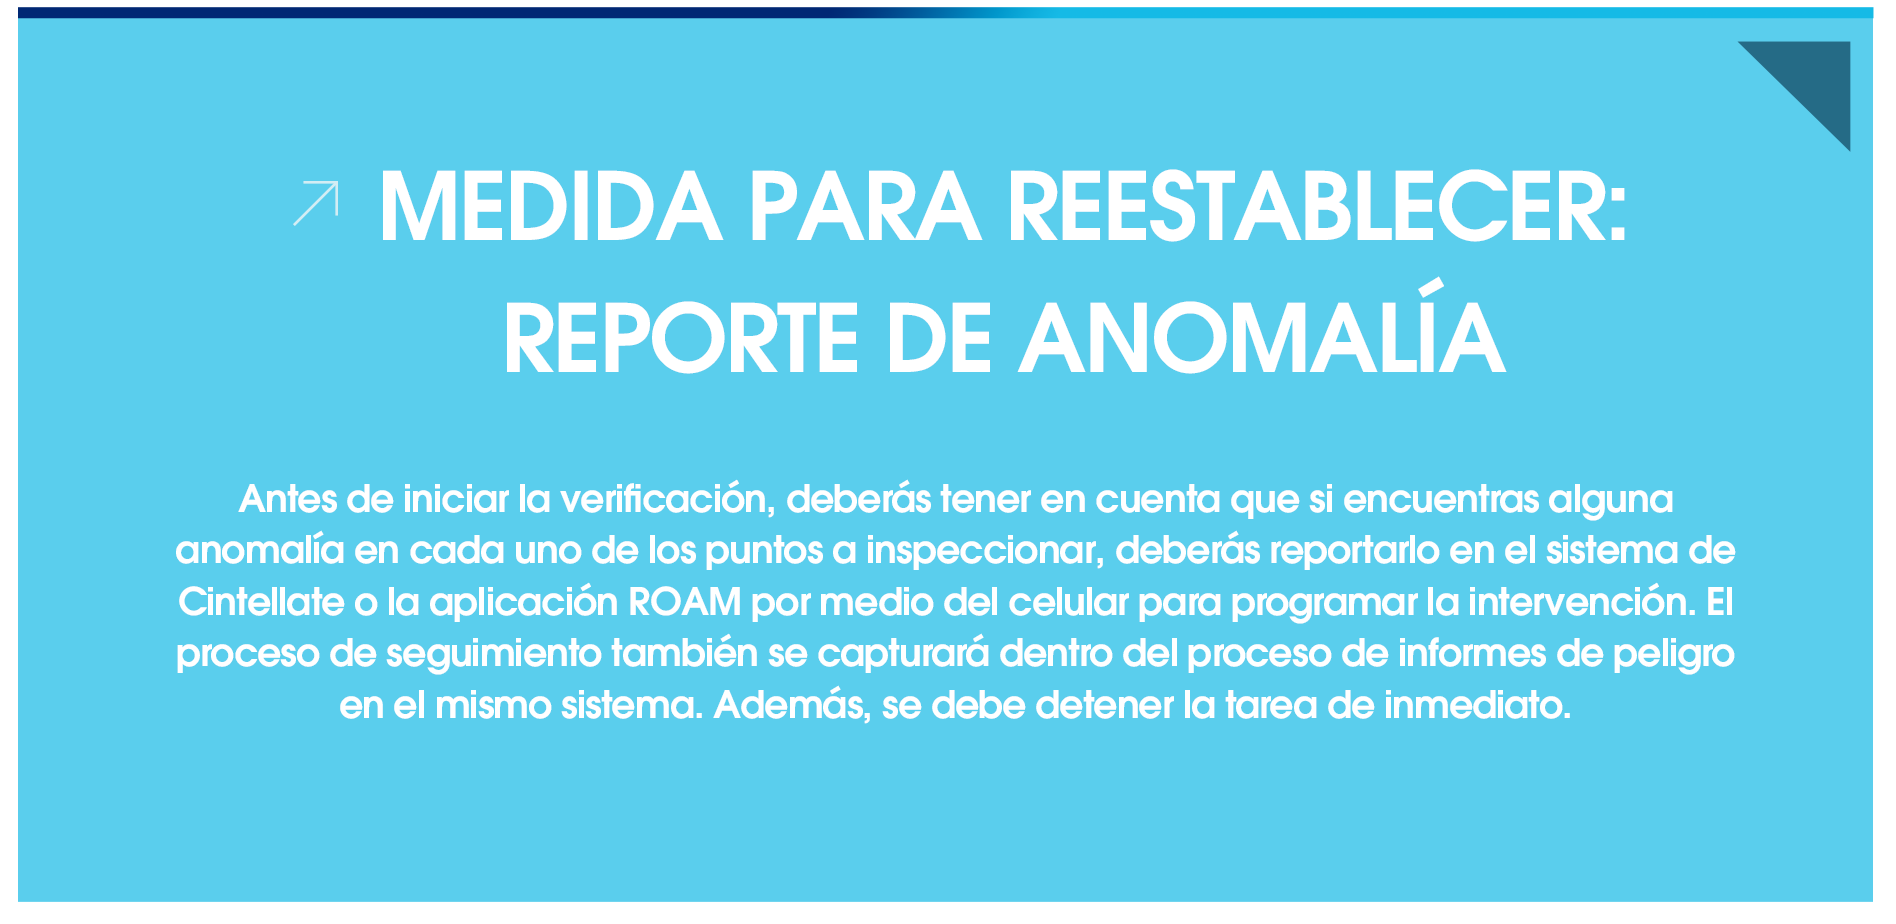 MEDIDA PARA REESTABLECER:
REPORTE DE ANOMALÍA
Antes de iniciar la verificación, deberás tener en cuenta que si encuentras alguna
anomalía en cada uno de los puntos a inspeccionar, deberás reportarlo en el sistema de
Cintellate o la aplicación ROAM por medio del celular para programar la intervención. El
proceso de seguimiento también se capturará dentro del proceso de informes de peligro
en el mismo sistema. Además, se debe detener la tarea de inmediato.